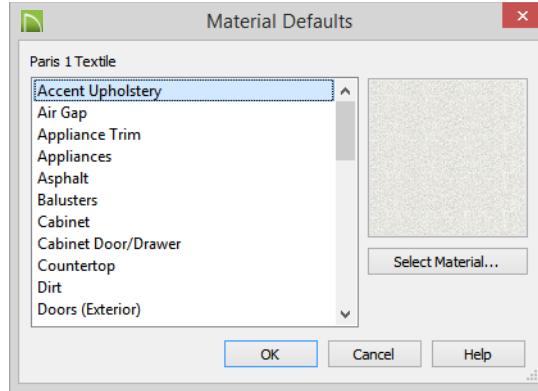 Material Defaults
Paris 1 Textile
Accent Upholstery
Air Gap
Appliance Trim
Appliances
Asphalt
Balusters
Cabinet
Cabinet Door/Drawer
Countertop
Dirt
Doors (Exterior)
Select Material...
OK Cancel Help